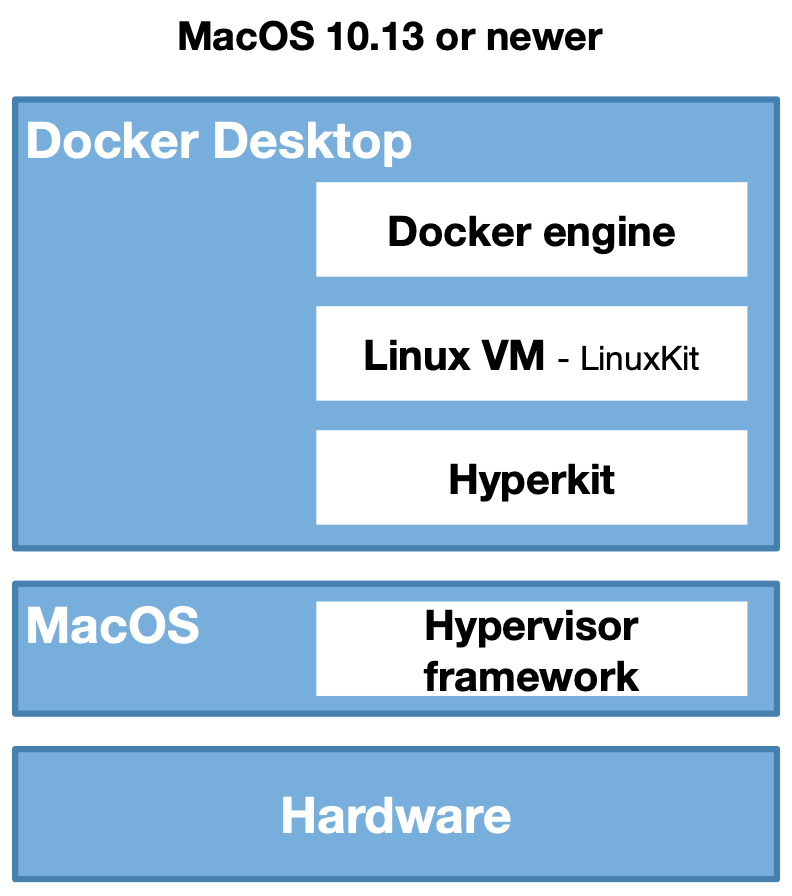 MacOS 10.13 or newer
Docker Desktop
Docker engine
Linux VM - LinuxKit
Hyperkit
MacOS
Hypervisor
framework
Hardware